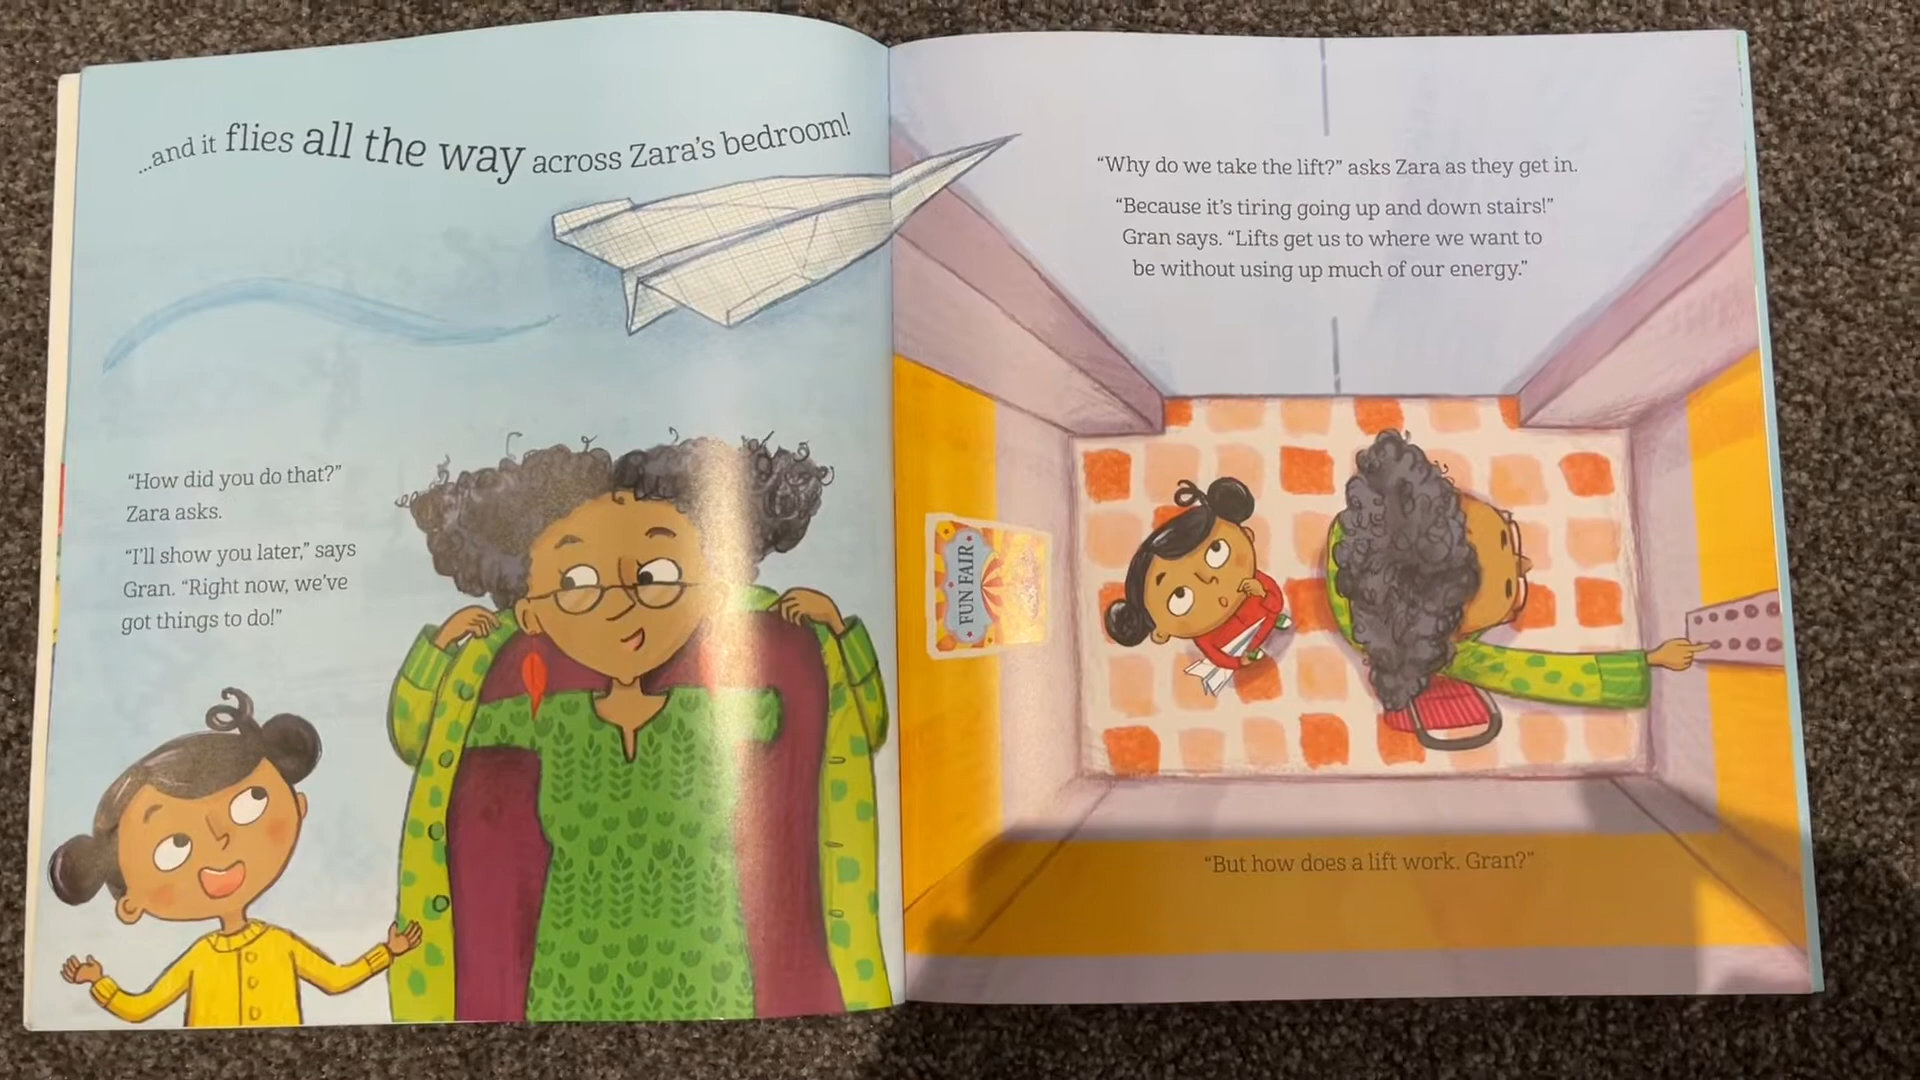 ...and it flies all the way across Zara's bedroom!
“How did you do that?”
Zara asks.
“I'll show you later,” says
Gran. “Right now, we've
got things to do!”
“Why do we take the lift?” asks Zara as they get in.
“Because it's tiring going up and down stairs!”
Gran says. “Lifts get us to where we want to
be without using up much of our energy.”
FUN FAIR
“But how does a lift work, Gran?”